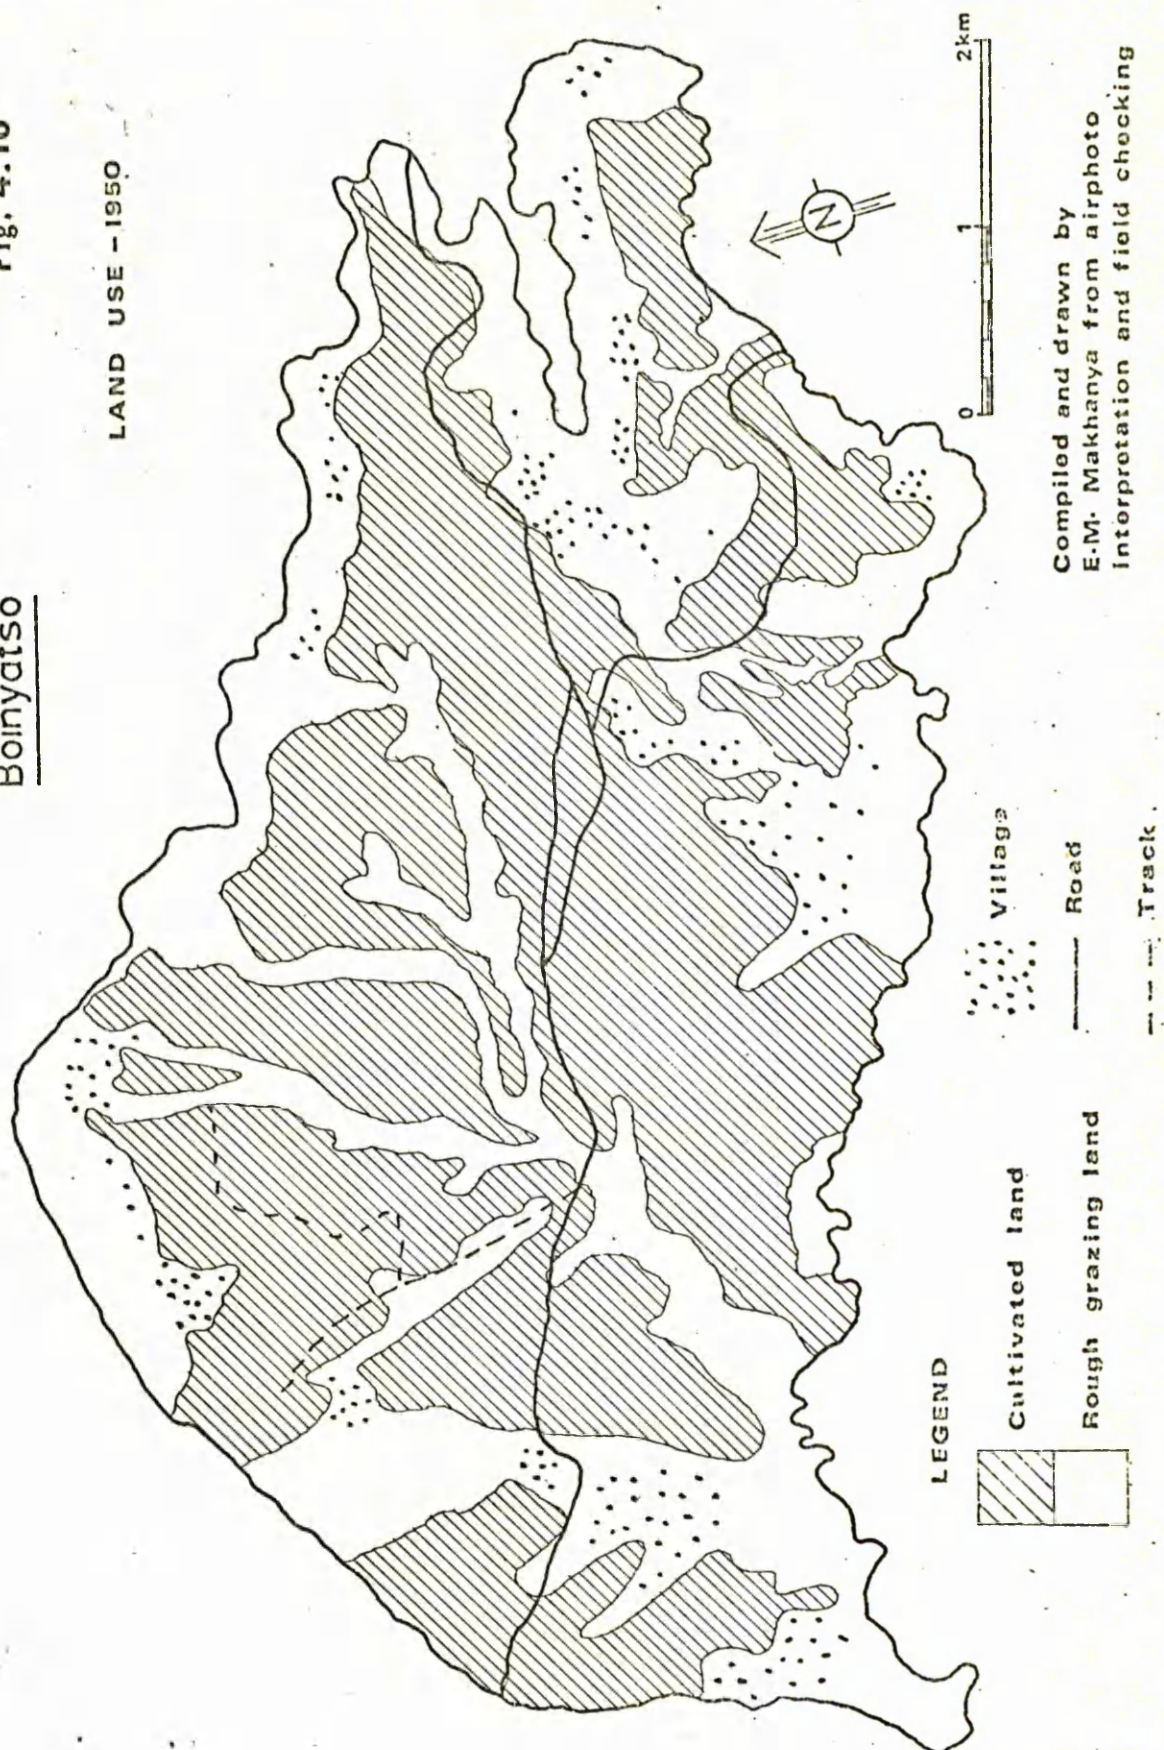 Fig. 4.10
Boinyatso
LAND USE - 1950
N
0 1 2km
LEGEND
Cultivated land
Rough grazing land
Village
Road
Track
Compiled and drawn by
E.M. Makhanya from airphoto
interpretation and field checking